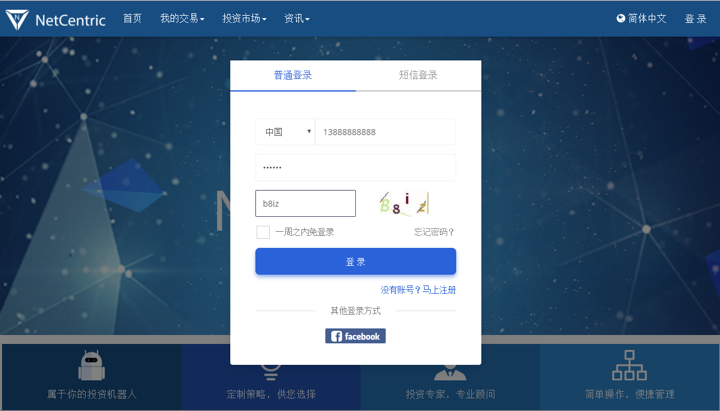 NetCentric 首页 我的交易 投资市场 资讯 简体中文 登 录
普通登录 短信登录
中国 13888888888
••••••
b8iz B8iz
一周之内免登录 忘记密码？
登 录
没有账号？马上注册
其他登录方式
facebook
属于你的投资机器人 定制策略，供您选择 投资专家，专业顾问 简单操作，便捷管理